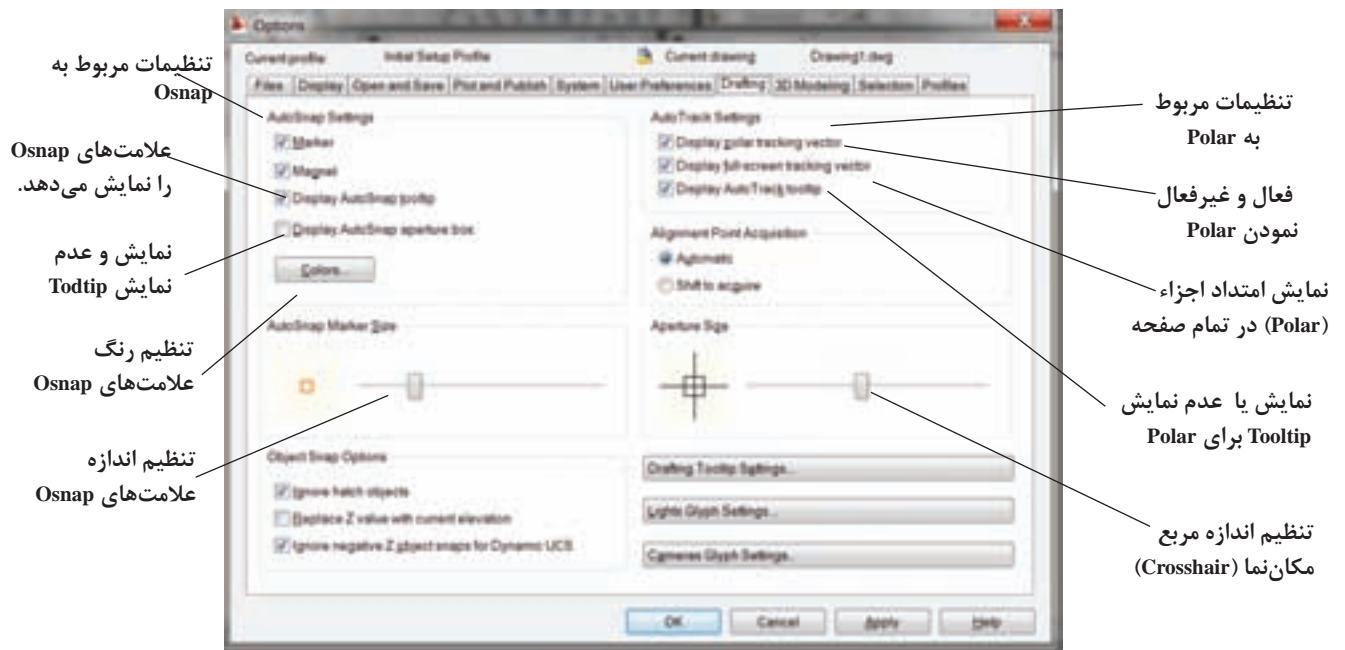 Options
Current profile:
Initial Setup Profile
Current drawing:
Drawing1.dwg
Files
Display
Open and Save
Plot and Publish
System
User Preferences
Drafting
3D Modeling
Selection
Profiles
AutoSnap Settings
Marker
Magnet
Display AutoSnap tooltip
Display AutoSnap aperture box
Colors...
AutoSnap Marker Size
Object Snap Options
Ignore hatch objects
Replace Z value with current elevation
Ignore negative Z object snaps for Dynamic UCS
AutoTrack Settings
Display polar tracking vector
Display full-screen tracking vector
Display AutoTrack tooltip
Alignment Point Acquisition
Automatic
Shift to acquire
Aperture Size
Drafting Tooltip Settings...
Lights Glyph Settings...
Cameras Glyph Settings...
OK
Cancel
Apply
Help
تنظیمات مربوط به
Osnap
علامت‌های Osnap
را نمایش می‌دهد.
نمایش و عدم
نمایش Todtip
تنظیم رنگ
علامت‌های Osnap
تنظیم اندازه
علامت‌های Osnap
تنظیمات مربوط
به Polar
فعال و غیرفعال
نمودن Polar
نمایش امتداد اجزاء
(Polar) در تمام صفحه
نمایش یا عدم نمایش
Tooltip برای Polar
تنظیم اندازه مربع
مکان‌نما (Crosshair)